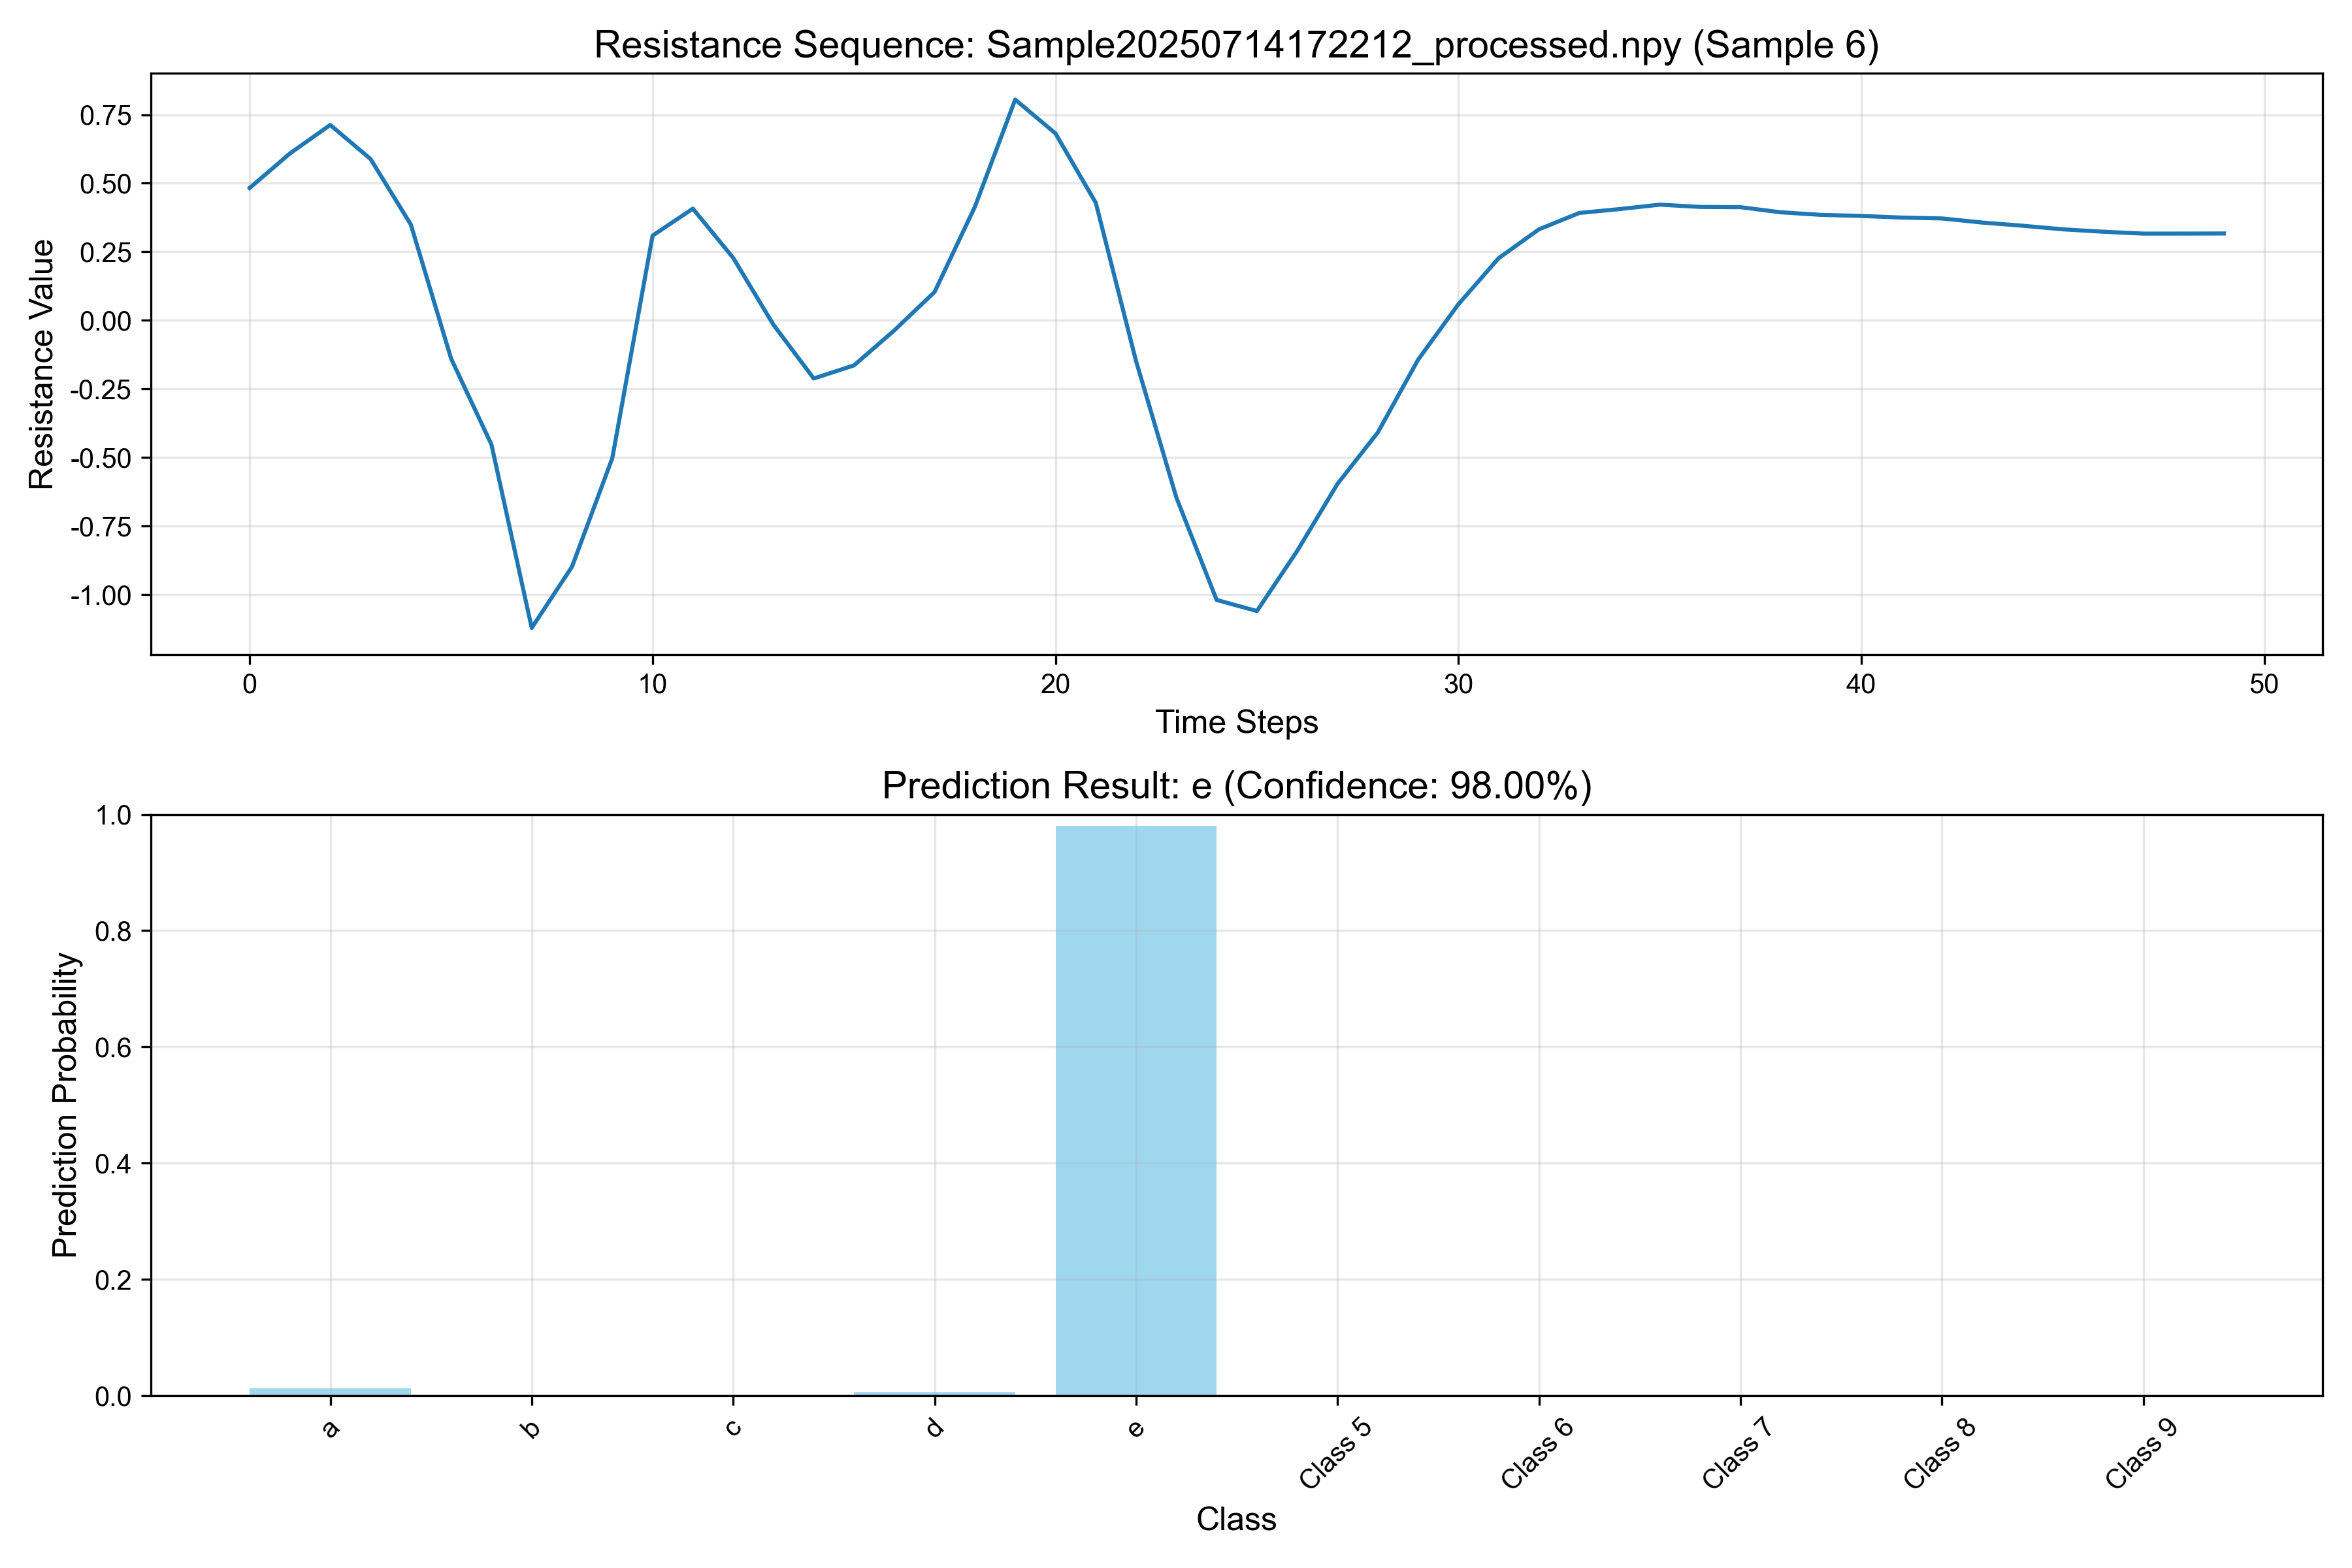 Resistance Sequence: Sample20250714172212_processed.npy (Sample 6)
Resistance Value
0.75
0.50
0.25
0.00
-0.25
-0.50
-0.75
-1.00
0 10 20 30 40 50
Time Steps
Prediction Result: e (Confidence: 98.00%)
Prediction Probability
1.0
0.8
0.6
0.4
0.2
0.0
a b c d e Class 5 Class 6 Class 7 Class 8 Class 9
Class